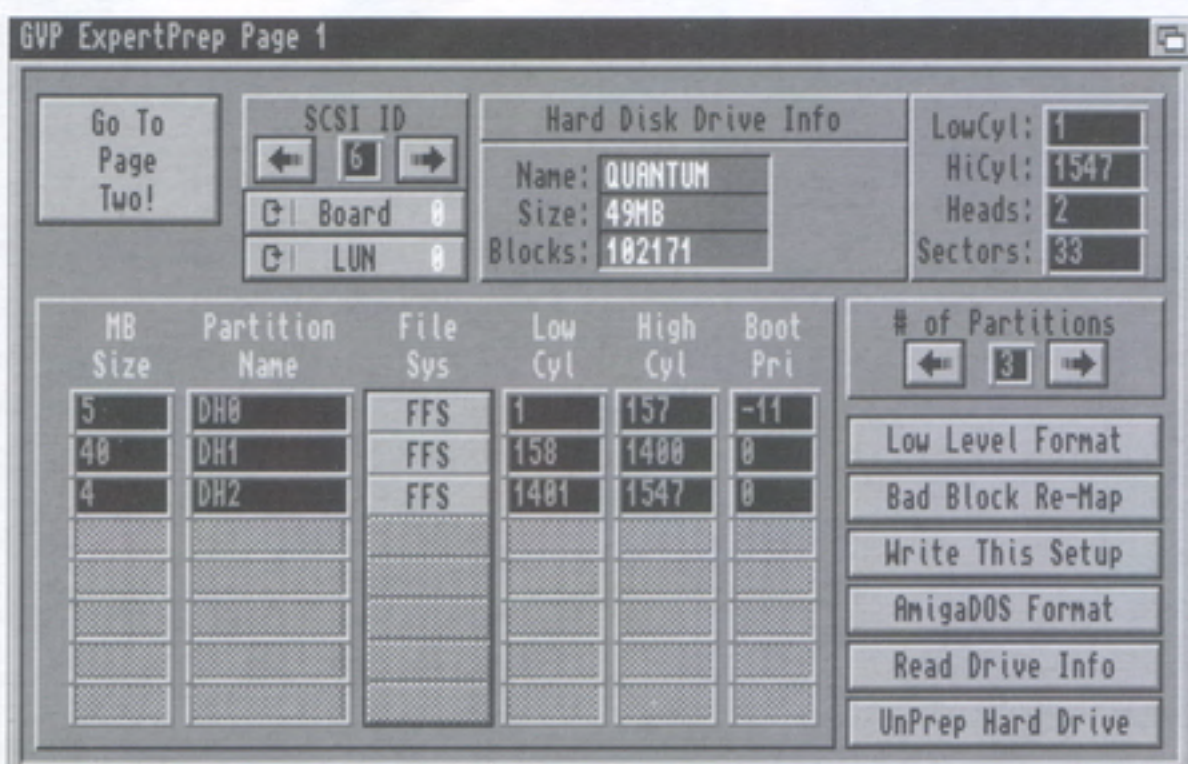 GVP ExpertPrep Page 1
Go To
Page
Two!
SCSI ID
6
Board 0
LUN 0
Hard Disk Drive Info
Name: QUANTUM
Size: 49MB
Blocks: 102171
LowCyl: 1
HiCyl: 1547
Heads: 2
Sectors: 33
MB Size Partition Name File Sys Low Cyl High Cyl Boot Pri
5 DH0 FFS 1 157 -11
40 DH1 FFS 158 1400 0
4 DH2 FFS 1401 1547 0
# of Partitions
3
Low Level Format
Bad Block Re-Map
Write This Setup
AmigaDOS Format
Read Drive Info
UnPrep Hard Drive